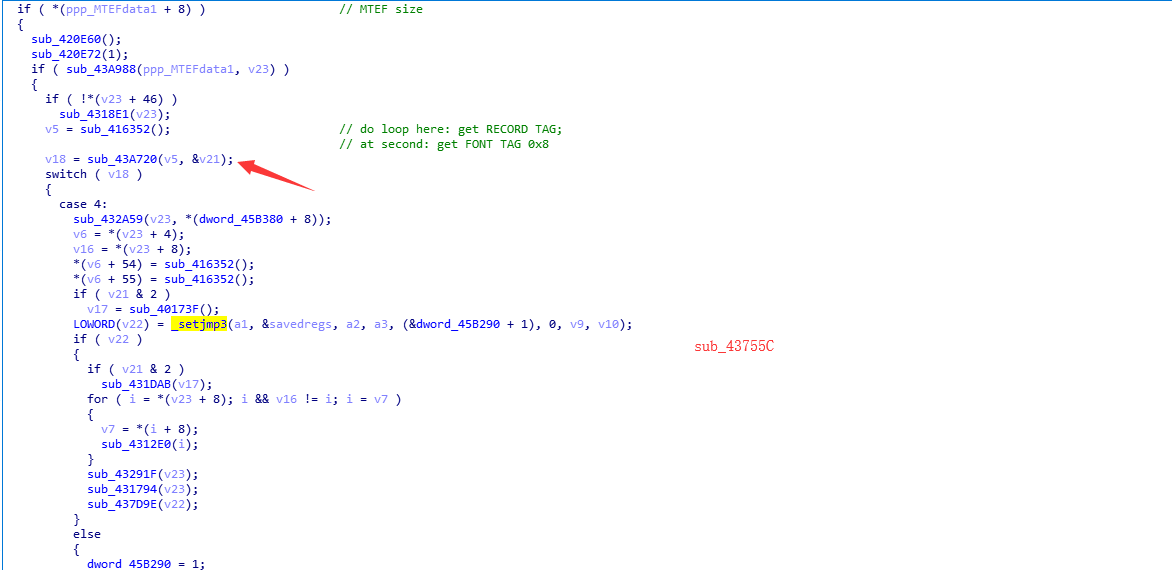 if ( *(ppp_MTEFdata1 + 8) ) // MTEF size
{
sub_420E60();
sub_420E72(1);
if ( sub_43A988(ppp_MTEFdata1, v23) )
{
if ( !*(v23 + 46) )
sub_4318E1(v23);
v5 = sub_416352(); // do loop here: get RECORD TAG;
// at second: get FONT TAG 0x8
v18 = sub_43A720(v5, &v21);
switch ( v18 )
{
case 4:
sub_432A59(v23, *(dword_45B380 + 8));
v6 = *(v23 + 4);
v16 = *(v23 + 8);
*(v6 + 54) = sub_416352();
*(v6 + 55) = sub_416352();
if ( v21 & 2 )
v17 = sub_40173F();
LOWORD(v22) = _setjmp3(a1, &savedregs, a2, a3, (&dword_45B290 + 1), 0, v9, v10);
if ( v22 )
sub_43755C
{
if ( v21 & 2 )
sub_431DAB(v17);
for ( i = *(v23 + 8); i && v16 != i; i = v7 )
{
v7 = *(i + 8);
sub_4312E0(i);
}
sub_43291F(v23);
sub_431794(v23);
sub_437D9E(v22);
}
else
{
dword_45B290 = 1;